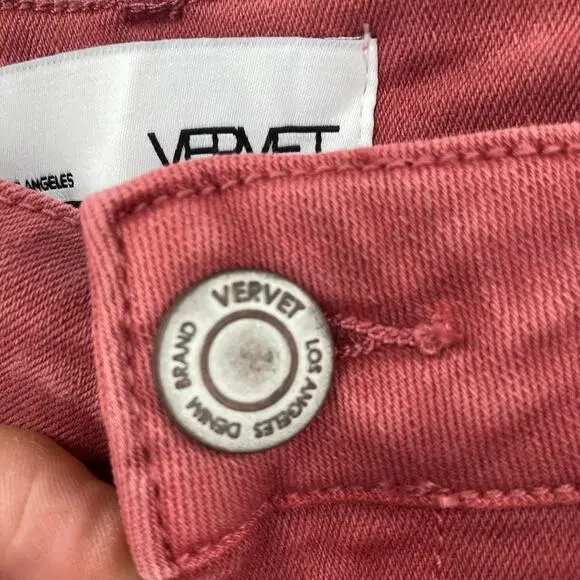 VERVET
ANGELES
VERVET
LOS ANGELES
DENIM
BRAND